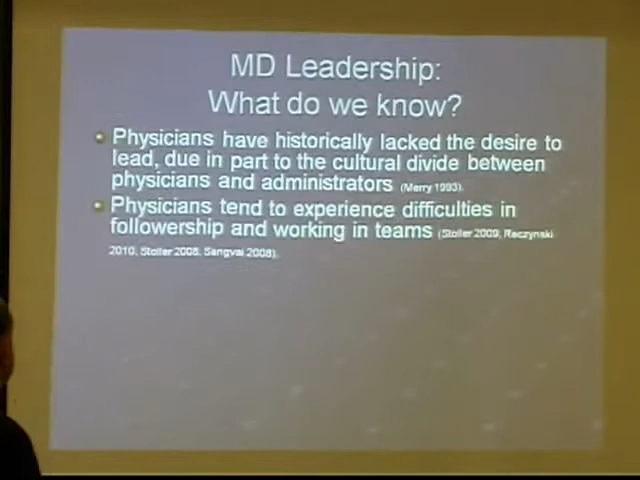 MD Leadership:
What do we know?
Physicians have historically lacked the desire to
lead, due in part to the cultural divide between
physicians and administrators (Merry 1993).
Physicians tend to experience difficulties in
followership and working in teams (Stoller 2009, Raczynski
2010, Stoller 2008, Sangvai 2008).